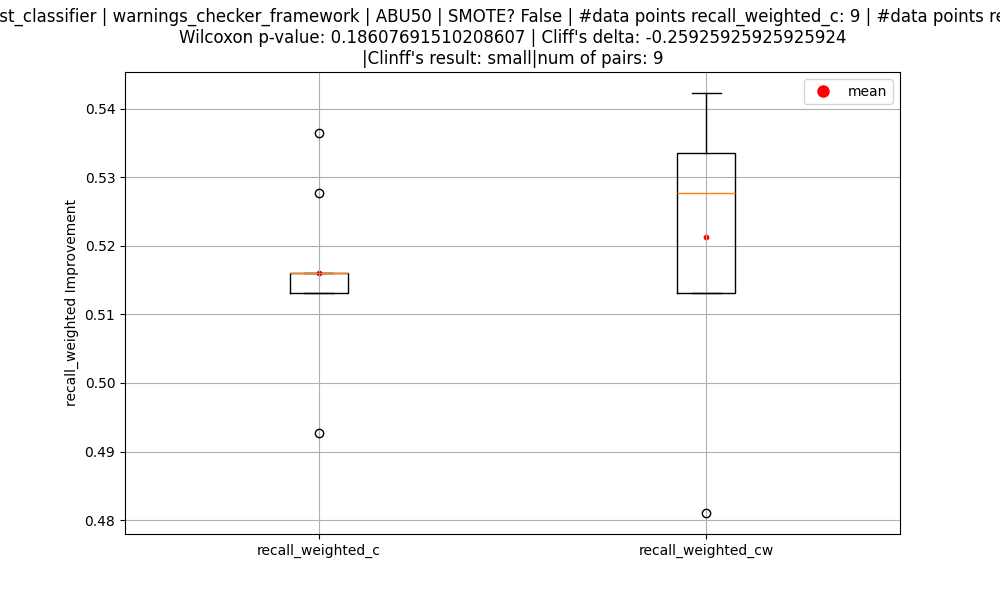 st_classifier | warnings_checker_framework | ABU50 | SMOTE? False | #data points recall_weighted_c: 9 | #data points re
Wilcoxon p-value: 0.18607691510208607 | Cliff's delta: -0.25925925925925924
|Clinff's result: small|num of pairs: 9
mean
0.54
0.53
0.52
0.51
0.50
0.49
0.48
recall_weighted Improvement
recall_weighted_c
recall_weighted_cw